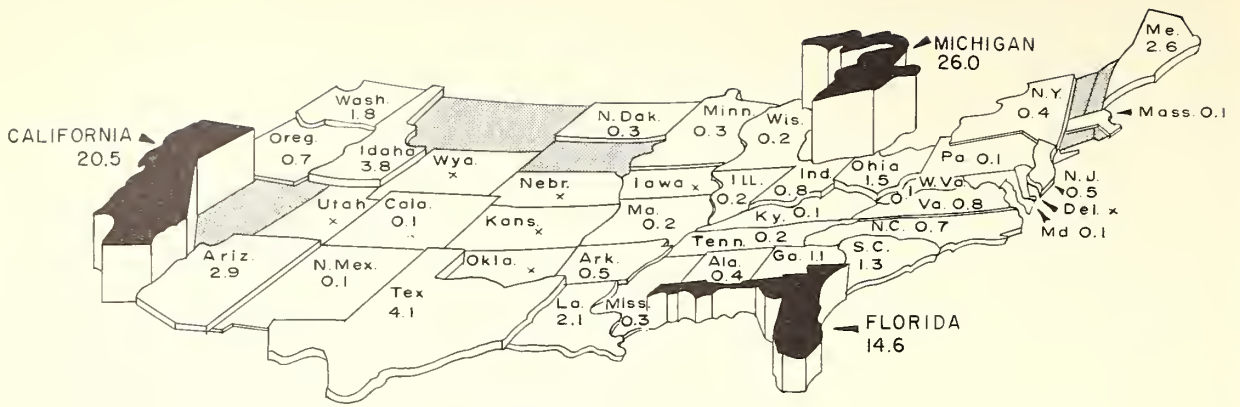 Me.
2.6
MICHIGAN
26.0
N.Y.
0.4
Mass. 0.1
Wash.
1.8
N. Dak.
0.3
Minn.
0.3
Wis.
0.2
CALIFORNIA
20.5
Oreg.
0.7
Idaho
3.8
Wya.
x
Nebr.
x
Iowa x
ILL.
0.2
Ind.
0.8
Ohia
1.5
Pa. 0.1
W.Va.
0.1
N.J.
0.5
Del. x
Md 0.1
Va. 0.8
Utah
x
Cala.
0.1
Kans.
x
Ma.
0.2
Ky. 0.1
N.C. 0.7
Tenn. 0.2
S.C.
1.3
Ariz.
2.9
N.Mex.
0.1
Okla.
x
Ark.
0.5
Ala.
0.4
Ga. 1.1
Tex
4.1
La.
2.1
Miss.
0.3
FLORIDA
14.6